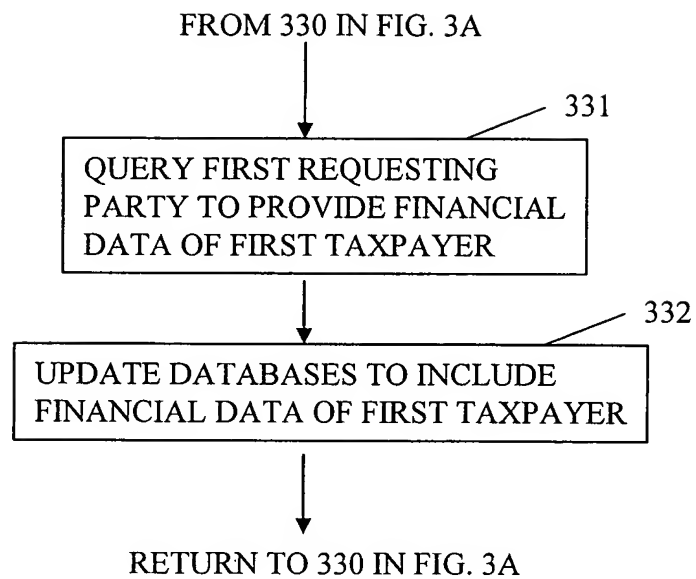 FROM 330 IN FIG. 3A
331
QUERY FIRST REQUESTING
PARTY TO PROVIDE FINANCIAL
DATA OF FIRST TAXPAYER
332
UPDATE DATABASES TO INCLUDE
FINANCIAL DATA OF FIRST TAXPAYER
RETURN TO 330 IN FIG. 3A